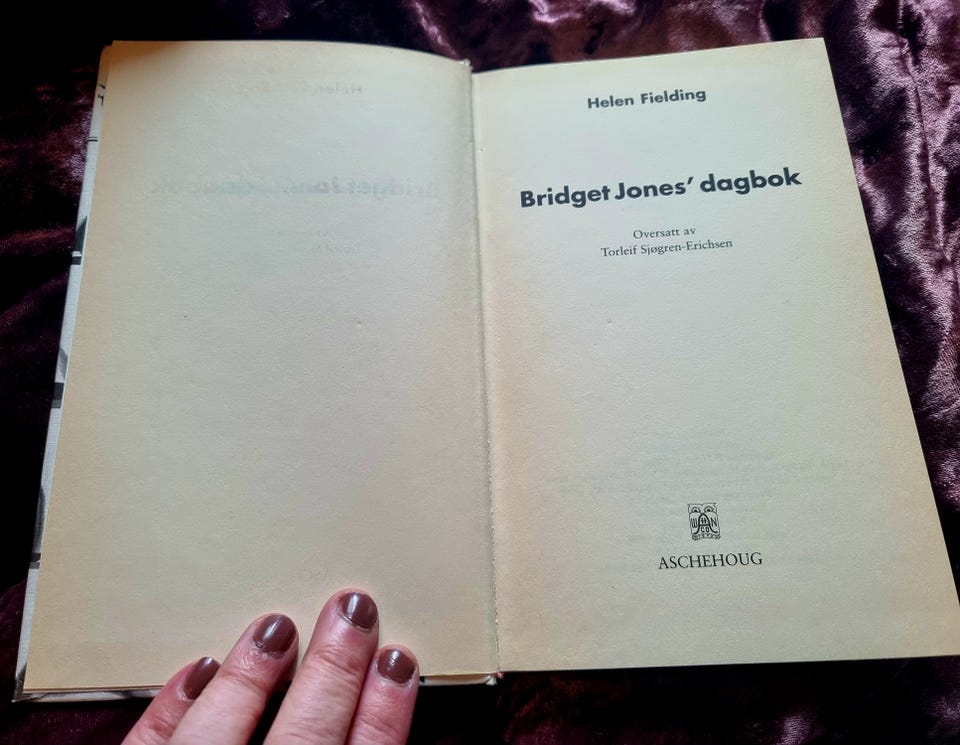 Helen Fielding
Bridget Jones’ dagbok
Oversatt av
Torleif Sjøgren-Erichsen
ASCHEHOUG